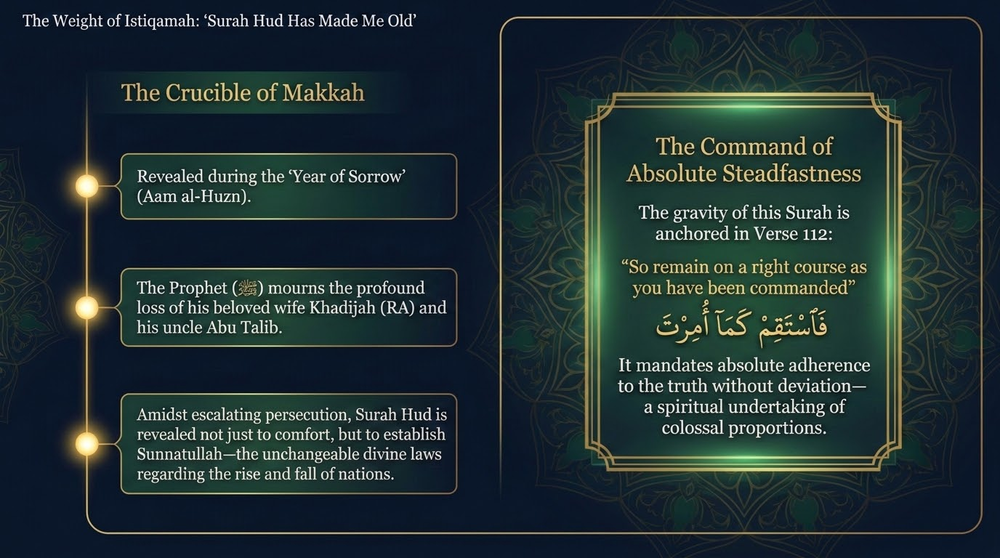 The Weight of Istiqamah: ‘Surah Hud Has Made Me Old’
The Crucible of Makkah
Revealed during the ‘Year of Sorrow’
(Aam al-Huzn).
The Prophet (ﷺ) mourns the profound
loss of his beloved wife Khadijah (RA) and
his uncle Abu Talib.
Amidst escalating persecution, Surah Hud is
revealed not just to comfort, but to establish
Sunnatullah—the unchangeable divine laws
regarding the rise and fall of nations.
The Command of
Absolute Steadfastness
The gravity of this Surah is
anchored in Verse 112:
“So remain on a right course as
you have been commanded”
فَٱسْتَقِمْ كَمَآ أُمِرْتَ
It mandates absolute adherence
to the truth without deviation—
a spiritual undertaking of
colossal proportions.